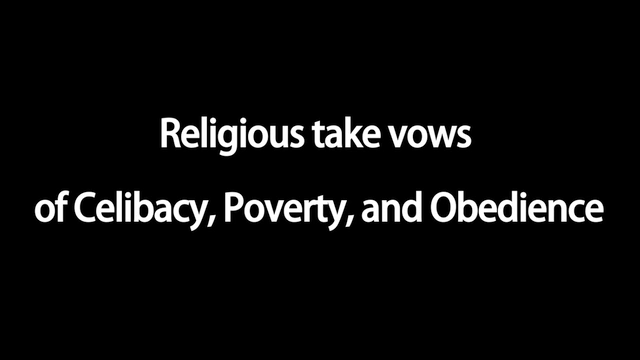 Religious take vows
of Celibacy, Poverty, and Obedience